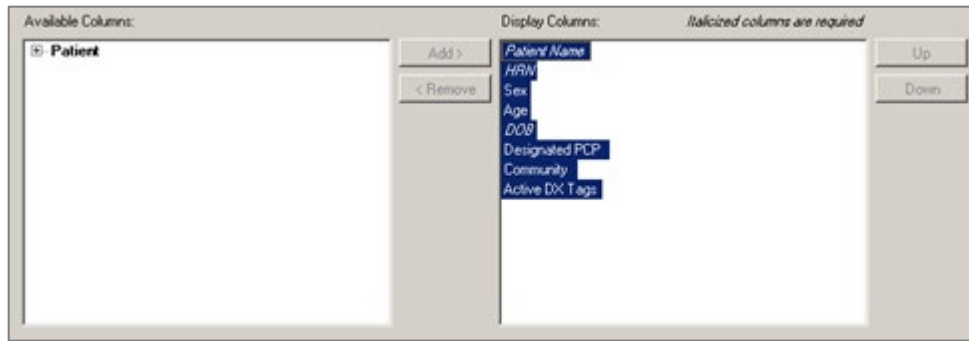 Available Columns:
Display Columns:
Italicized columns are required
Patient
Add >
< Remove
Patient Name
HRN
Sex
Age
DOB
Designated PCP
Community
Active DX Tags
Up
Down